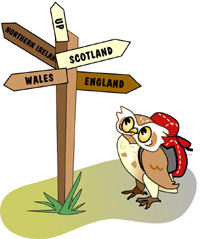 UP
NORTHERN IRELAND
SCOTLAND
WALES
ENGLAND